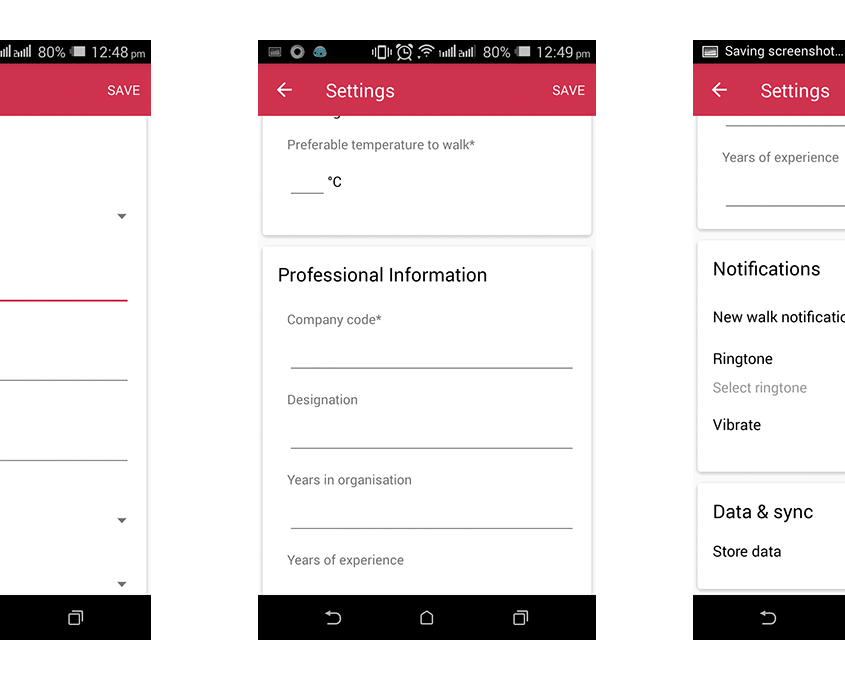 80% 12:48 pm
SAVE
80% 12:49 pm
Settings SAVE
Preferable temperature to walk*
°C
Professional Information
Company code*
Designation
Years in organisation
Years of experience
Saving screenshot...
Settings
Years of experience
Notifications
New walk notificatio
Ringtone
Select ringtone
Vibrate
Data & sync
Store data